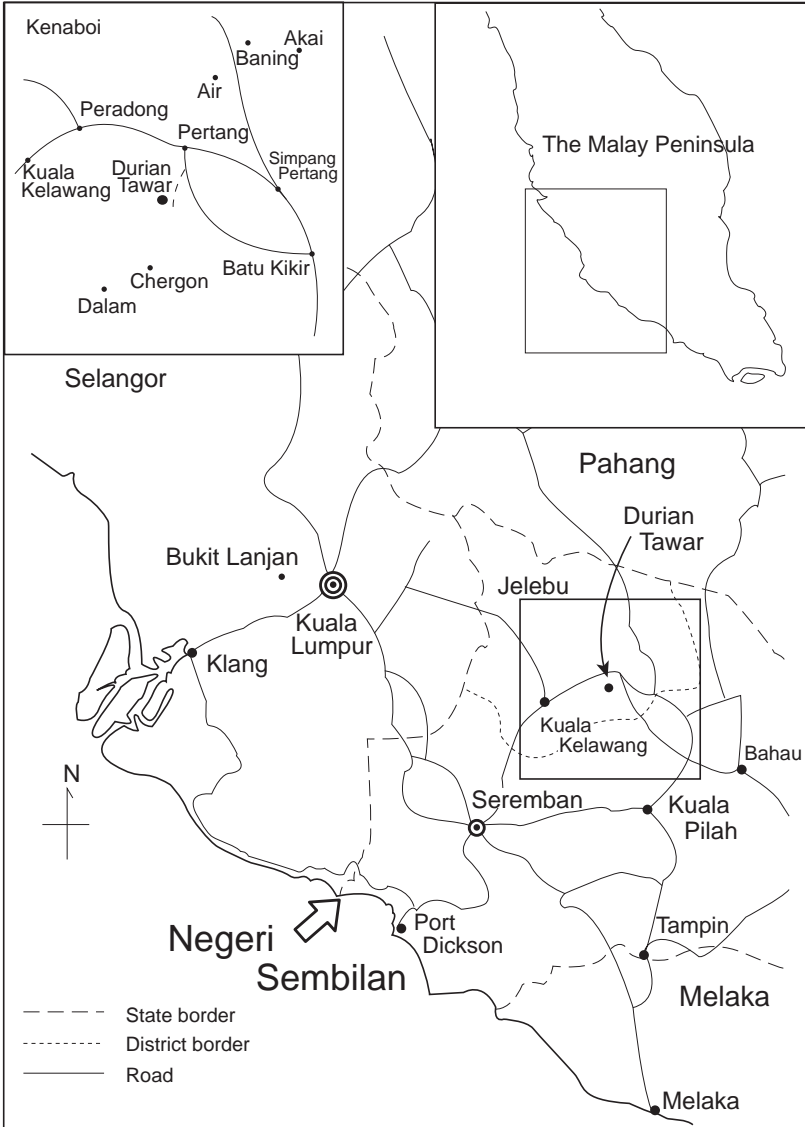 Kenaboi
Akai
Baning
Air
Peradong
Pertang
Simpang
Pertang
Kuala
Kelawang
Durian
Tawar
Batu Kikir
Chergon
Dalam
The Malay Peninsula
Selangor
Pahang
Durian
Tawar
Bukit Lanjan
Jelebu
Kuala
Lumpur
Klang
Kuala
Kelawang
Bahau
N
Seremban
Kuala
Pilah
Negeri
Sembilan
Port
Dickson
Tampin
Melaka
State border
District border
Road
Melaka